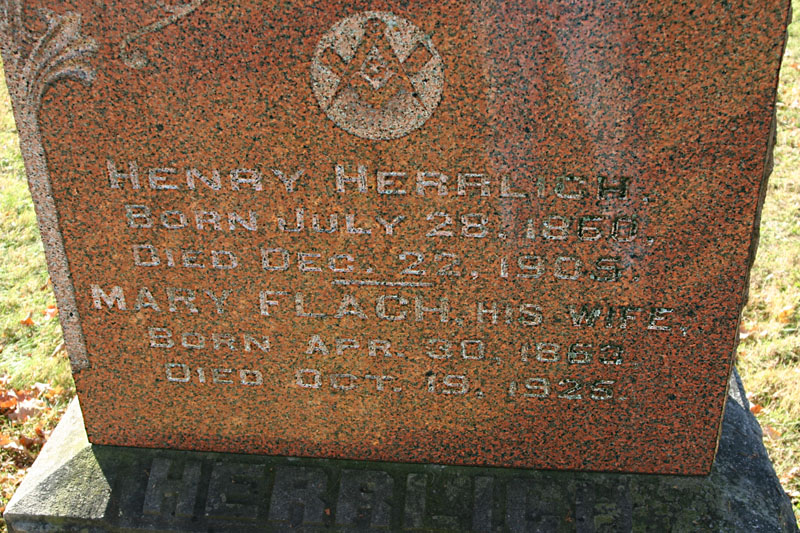 G
HENRY HERRLICH,
BORN JULY 28, 1860,
DIED DEC. 22, 1905.
MARY FLACH, HIS WIFE,
BORN APR. 30, 1863.
DIED OCT. 19, 1925.
HERRLICH